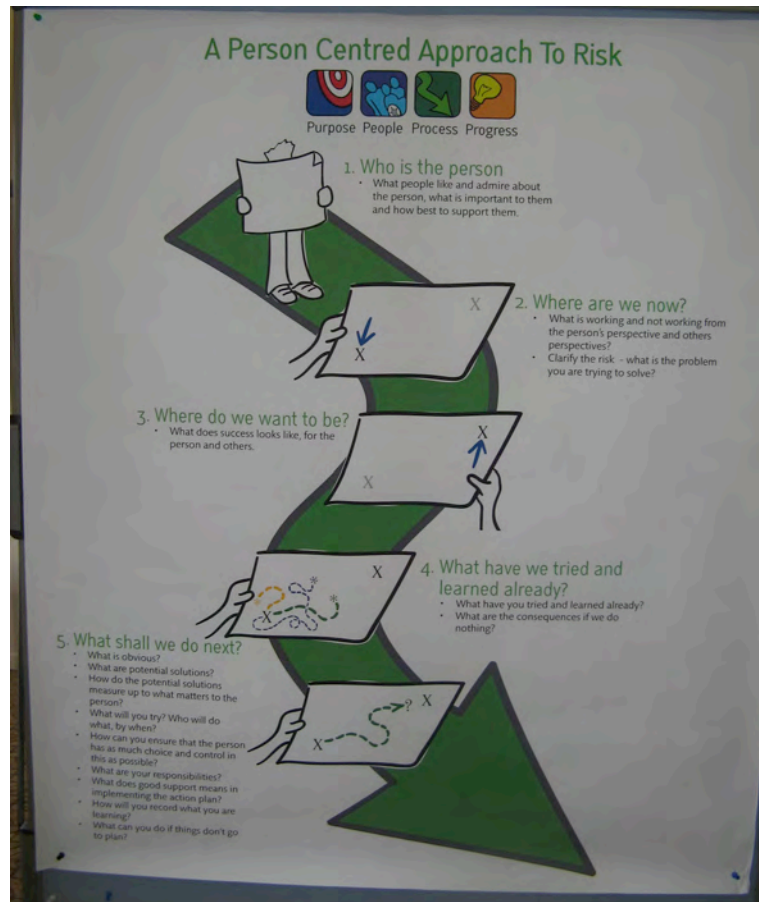 A Person Centred Approach To Risk
Purpose People Process Progress
1. Who is the person
• What people like and admire about
the person, what is important to them
and how best to support them.
2. Where are we now?
• What is working and not working from
the person's perspective and others
perspectives?
• Clarify the risk - what is the problem
you are trying to solve?
X
X
3. Where do we want to be?
• What does success looks like, for the
person and others.
X
X
4. What have we tried and
learned already?
• What have you tried and learned already?
• What are the consequences if we do
nothing?
X
X
5. What shall we do next?
• What is obvious?
• What are potential solutions?
• How do the potential solutions
measure up to what matters to the
person?
• What will you try? Who will do
what, by when?
• How can you ensure that the person
has as much choice and control in
this as possible?
• What are your responsibilities?
• What does good support means in
implementing the action plan?
• How will you record what you are
learning?
• What can you do if things don't go
to plan?
X ? X